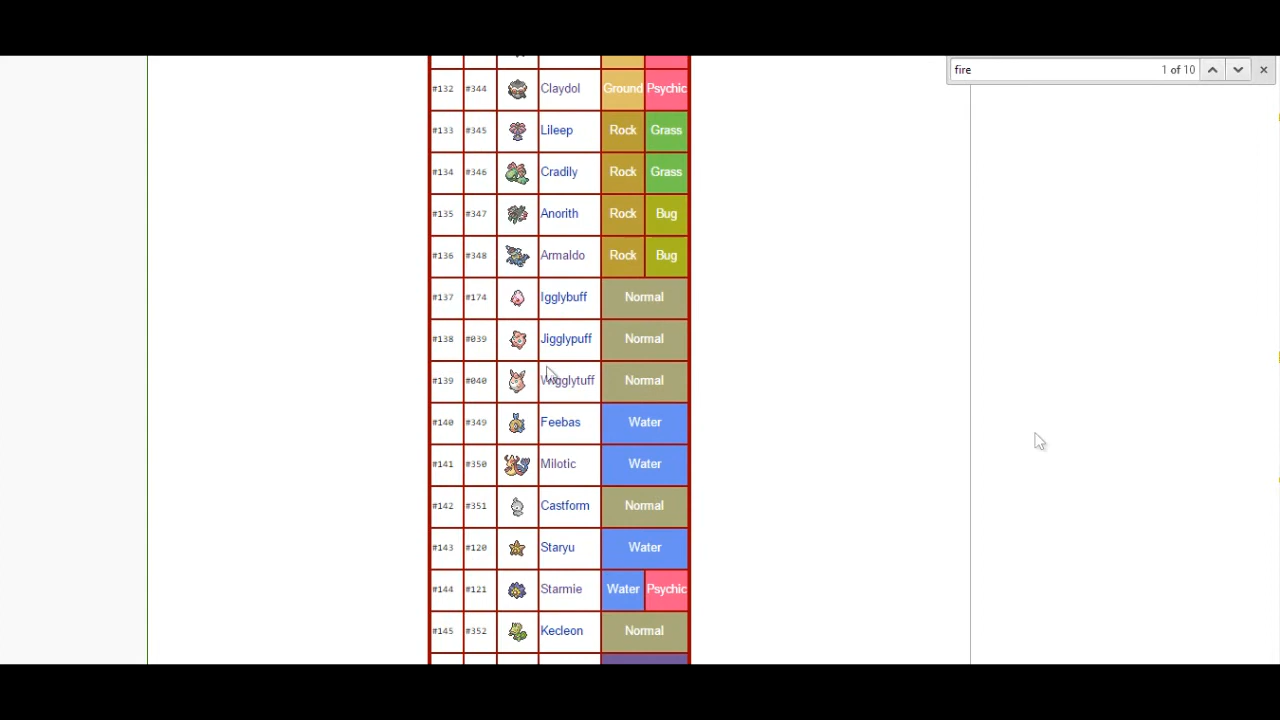 fire 1 of 10
#132 #344 Claydol Ground Psychic
#133 #345 Lileep Rock Grass
#134 #346 Cradily Rock Grass
#135 #347 Anorith Rock Bug
#136 #348 Armaldo Rock Bug
#137 #174 Igglybuff Normal
#138 #039 Jigglypuff Normal
#139 #040 Wigglytuff Normal
#140 #349 Feebas Water
#141 #350 Milotic Water
#142 #351 Castform Normal
#143 #120 Staryu Water
#144 #121 Starmie Water Psychic
#145 #352 Kecleon Normal